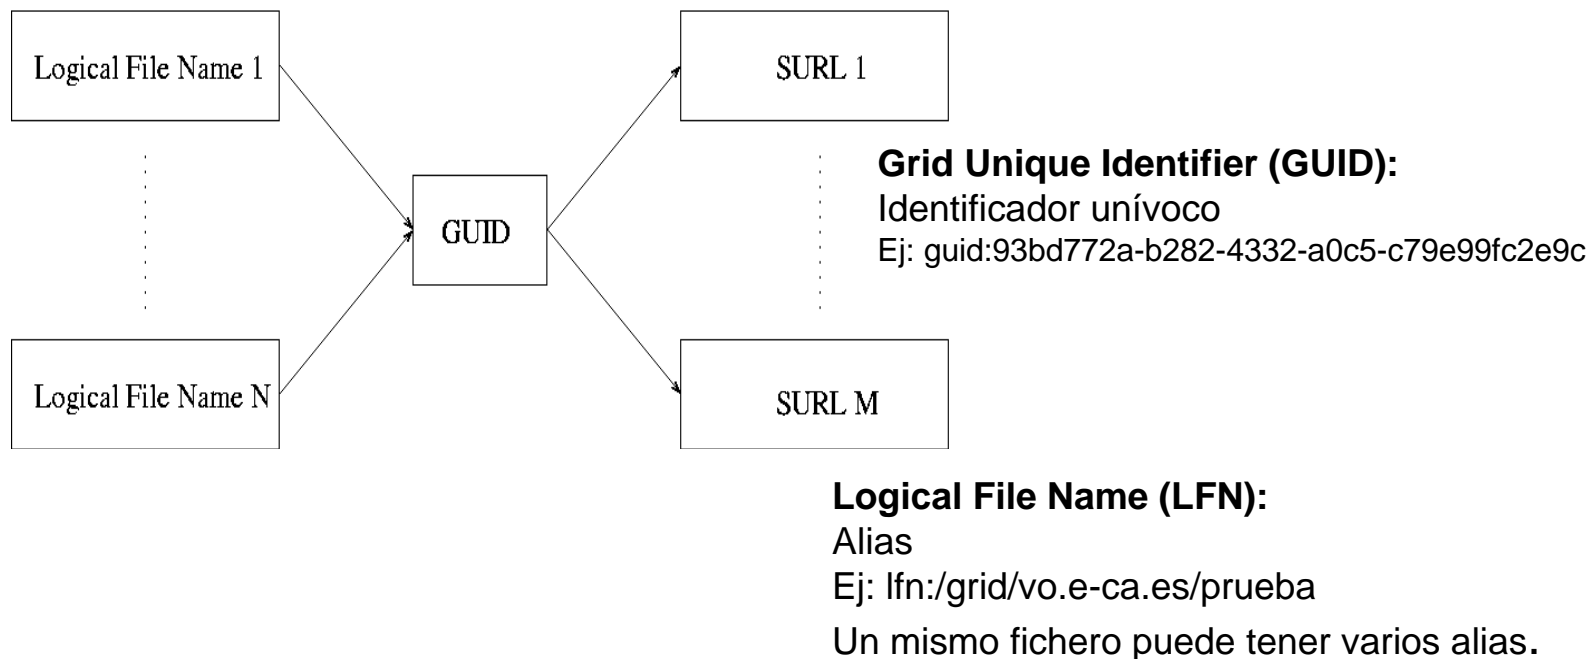 Logical File Name 1
SURL 1
Grid Unique Identifier (GUID):
Identificador unívoco
GUID
Ej: guid:93bd772a-b282-4332-a0c5-c79e99fc2e9c
Logical File Name N
SURL M
Logical File Name (LFN):
Alias
Ej: lfn:/grid/vo.e-ca.es/prueba
Un mismo fichero puede tener varios alias.